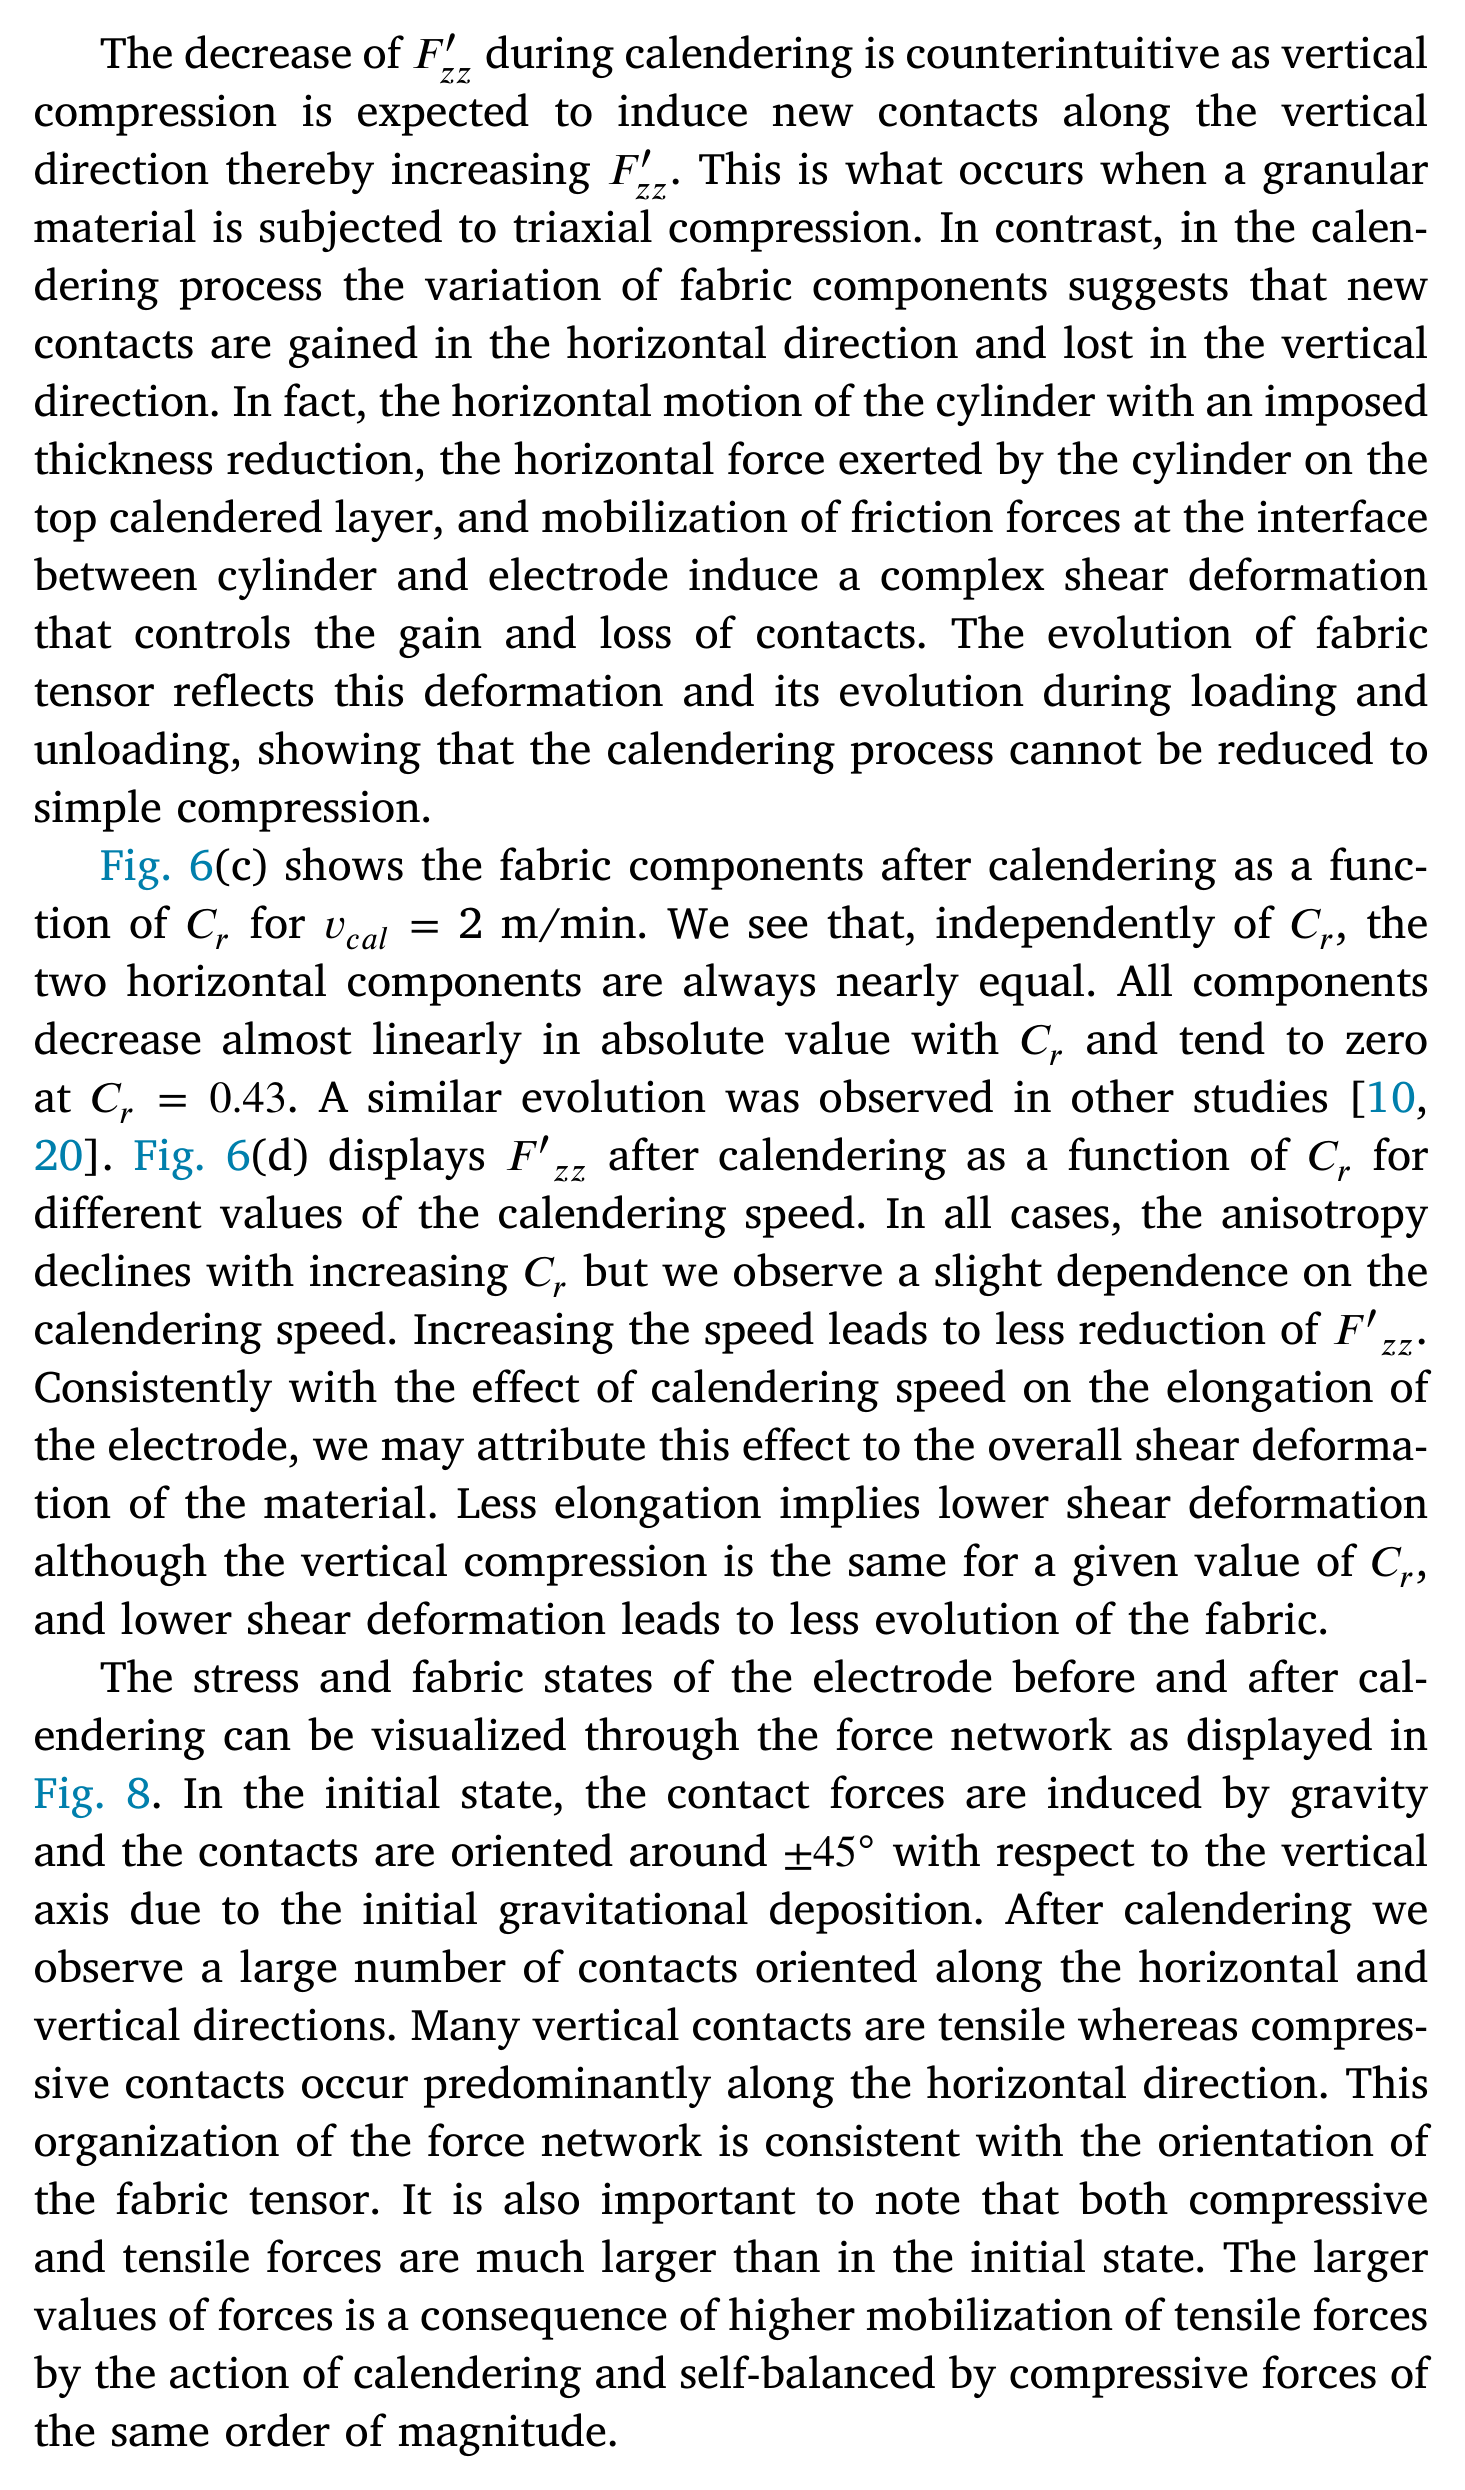 The decrease of F′zz during calendering is counterintuitive as vertical
compression is expected to induce new contacts along the vertical
direction thereby increasing F′zz. This is what occurs when a granular
material is subjected to triaxial compression. In contrast, in the calen-
dering process the variation of fabric components suggests that new
contacts are gained in the horizontal direction and lost in the vertical
direction. In fact, the horizontal motion of the cylinder with an imposed
thickness reduction, the horizontal force exerted by the cylinder on the
top calendered layer, and mobilization of friction forces at the interface
between cylinder and electrode induce a complex shear deformation
that controls the gain and loss of contacts. The evolution of fabric
tensor reflects this deformation and its evolution during loading and
unloading, showing that the calendering process cannot be reduced to
simple compression.
Fig. 6(c) shows the fabric components after calendering as a func-
tion of Cr for vcal = 2 m/min. We see that, independently of Cr, the
two horizontal components are always nearly equal. All components
decrease almost linearly in absolute value with Cr and tend to zero
at Cr = 0.43. A similar evolution was observed in other studies [10,
20]. Fig. 6(d) displays F′zz after calendering as a function of Cr for
different values of the calendering speed. In all cases, the anisotropy
declines with increasing Cr but we observe a slight dependence on the
calendering speed. Increasing the speed leads to less reduction of F′zz.
Consistently with the effect of calendering speed on the elongation of
the electrode, we may attribute this effect to the overall shear deforma-
tion of the material. Less elongation implies lower shear deformation
although the vertical compression is the same for a given value of Cr,
and lower shear deformation leads to less evolution of the fabric.
The stress and fabric states of the electrode before and after cal-
endering can be visualized through the force network as displayed in
Fig. 8. In the initial state, the contact forces are induced by gravity
and the contacts are oriented around ±45° with respect to the vertical
axis due to the initial gravitational deposition. After calendering we
observe a large number of contacts oriented along the horizontal and
vertical directions. Many vertical contacts are tensile whereas compres-
sive contacts occur predominantly along the horizontal direction. This
organization of the force network is consistent with the orientation of
the fabric tensor. It is also important to note that both compressive
and tensile forces are much larger than in the initial state. The larger
values of forces is a consequence of higher mobilization of tensile forces
by the action of calendering and self-balanced by compressive forces of
the same order of magnitude.